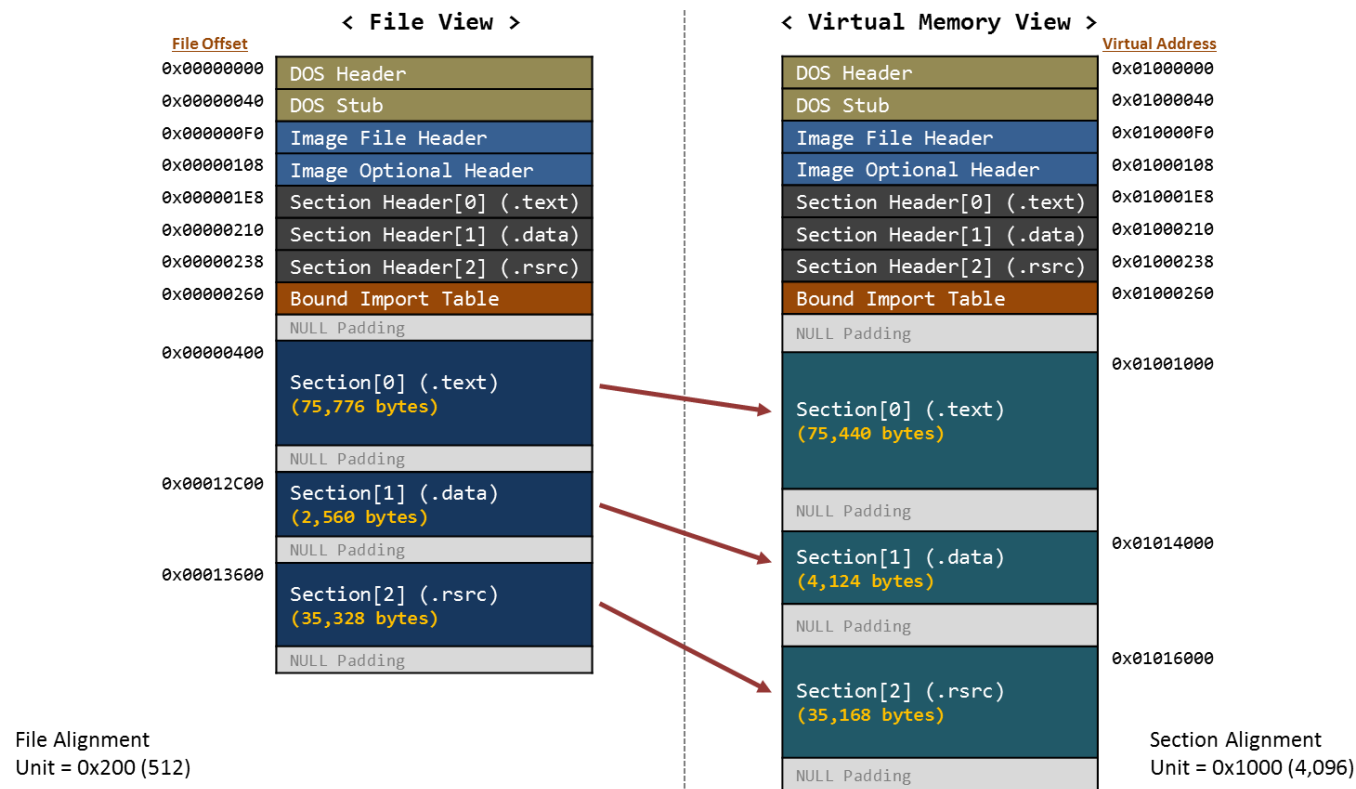 < File View >
File Offset
0x00000000
DOS Header
0x00000040
DOS Stub
0x000000F0
Image File Header
0x00000108
Image Optional Header
0x000001E8
Section Header[0] (.text)
0x00000210
Section Header[1] (.data)
0x00000238
Section Header[2] (.rsrc)
0x00000260
Bound Import Table
NULL Padding
0x00000400
Section[0] (.text)
(75,776 bytes)
NULL Padding
0x00012C00
Section[1] (.data)
(2,560 bytes)
NULL Padding
0x00013600
Section[2] (.rsrc)
(35,328 bytes)
NULL Padding
File Alignment
Unit = 0x200 (512)
< Virtual Memory View >
Virtual Address
DOS Header
0x01000000
DOS Stub
0x01000040
Image File Header
0x010000F0
Image Optional Header
0x01000108
Section Header[0] (.text)
0x010001E8
Section Header[1] (.data)
0x01000210
Section Header[2] (.rsrc)
0x01000238
Bound Import Table
0x01000260
NULL Padding
0x01001000
Section[0] (.text)
(75,440 bytes)
NULL Padding
0x01014000
Section[1] (.data)
(4,124 bytes)
NULL Padding
0x01016000
Section[2] (.rsrc)
(35,168 bytes)
NULL Padding
Section Alignment
Unit = 0x1000 (4,096)